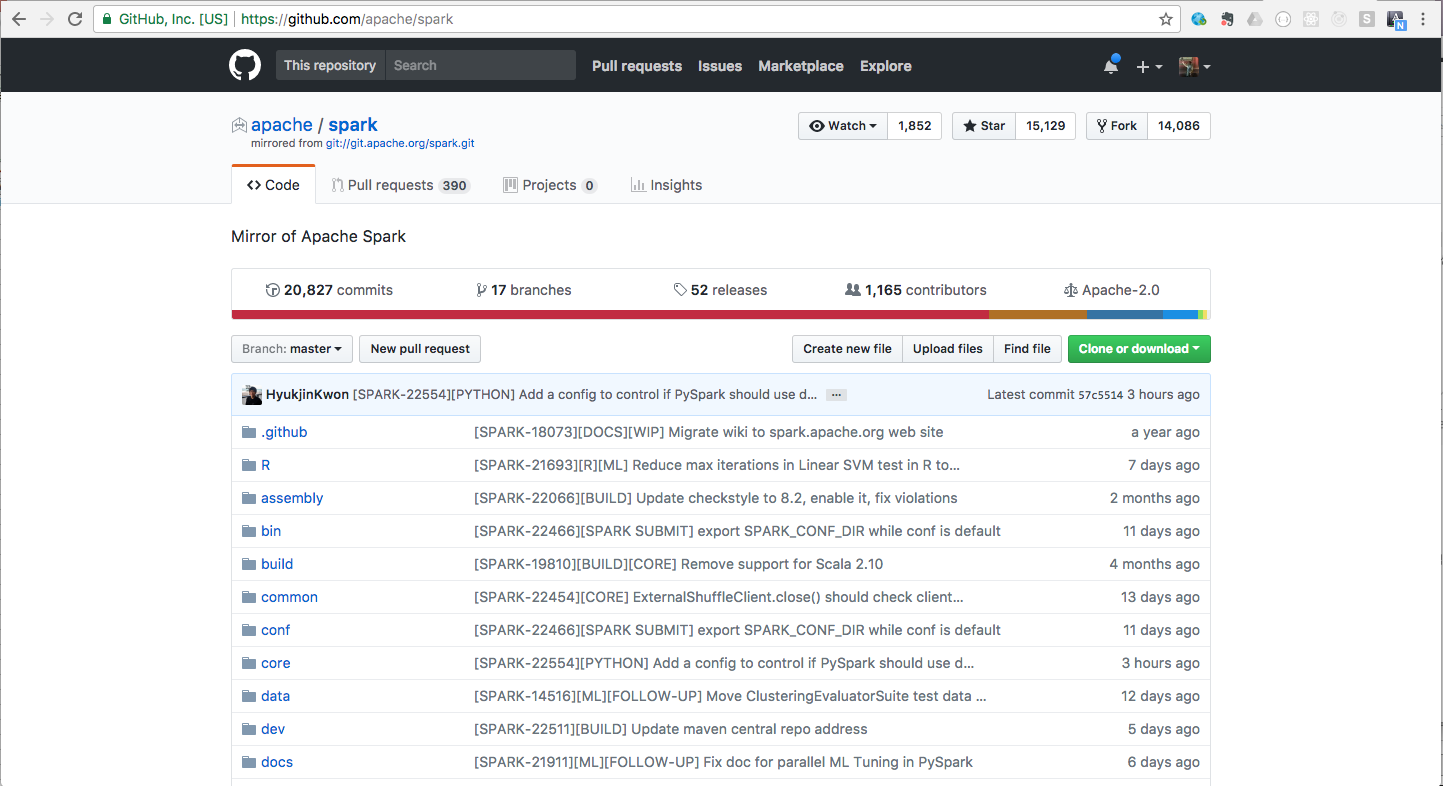 GitHub, Inc. [US] https://github.com/apache/spark
S A N
This repository Search Pull requests Issues Marketplace Explore
apache / spark Watch 1,852 Star 15,129 Fork 14,086
mirrored from git://git.apache.org/spark.git
<> Code Pull requests 390 Projects 0 Insights
Mirror of Apache Spark
20,827 commits 17 branches 52 releases 1,165 contributors Apache-2.0
Branch: master New pull request Create new file Upload files Find file Clone or download
HyukjinKwon [SPARK-22554][PYTHON] Add a config to control if PySpark should use d... ... Latest commit 57c5514 3 hours ago
.github [SPARK-18073][DOCS][WIP] Migrate wiki to spark.apache.org web site a year ago
R [SPARK-21693][R][ML] Reduce max iterations in Linear SVM test in R to... 7 days ago
assembly [SPARK-22066][BUILD] Update checkstyle to 8.2, enable it, fix violations 2 months ago
bin [SPARK-22466][SPARK SUBMIT] export SPARK_CONF_DIR while conf is default 11 days ago
build [SPARK-19810][BUILD][CORE] Remove support for Scala 2.10 4 months ago
common [SPARK-22454][CORE] ExternalShuffleClient.close() should check client... 13 days ago
conf [SPARK-22466][SPARK SUBMIT] export SPARK_CONF_DIR while conf is default 11 days ago
core [SPARK-22554][PYTHON] Add a config to control if PySpark should use d... 3 hours ago
data [SPARK-14516][ML][FOLLOW-UP] Move ClusteringEvaluatorSuite test data ... 12 days ago
dev [SPARK-22511][BUILD] Update maven central repo address 5 days ago
docs [SPARK-21911][ML][FOLLOW-UP] Fix doc for parallel ML Tuning in PySpark 6 days ago